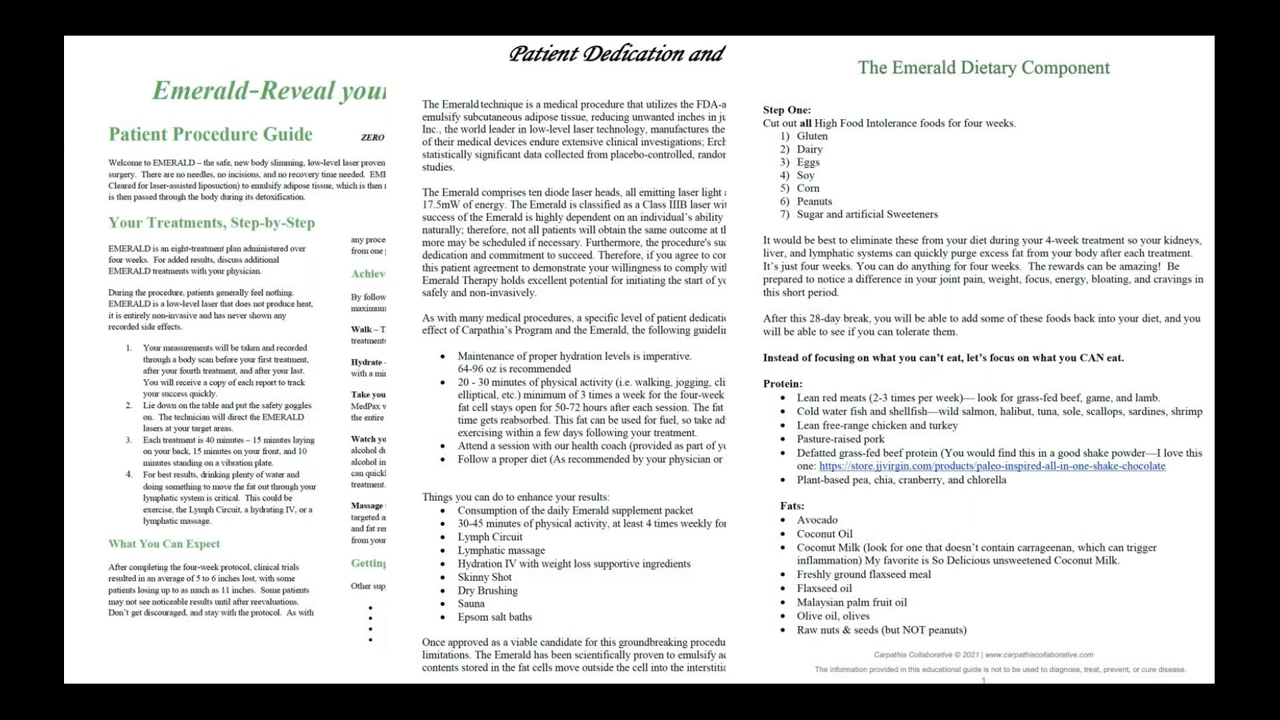 Emerald-Reveal your
Patient Procedure Guide
ZERO
Welcome to EMERALD – the safe, new body slimming, low-level laser proven
surgery. There are no needles, no incisions, and no recovery time needed. EME
Cleared for laser-assisted liposuction) to emulsify adipose tissue, which is then
is then passed through the body during its detoxification.
Your Treatments, Step-by-Step
EMERALD is an eight-treatment plan administered over
four weeks. For added results, discuss additional
EMERALD treatments with your physician.
During the procedure, patients generally feel nothing.
EMERALD is a low-level laser that does not produce heat,
it is entirely non-invasive and has never shown any
recorded side effects.
1. Your measurements will be taken and recorded
through a body scan before your first treatment,
after your fourth treatment, and after your last.
You will receive a copy of each report to track
your success quickly.
2. Lie down on the table and put the safety goggles
on. The technician will direct the EMERALD
lasers at your target areas.
3. Each treatment is 40 minutes – 15 minutes laying
on your back, 15 minutes on your front, and 10
minutes standing on a vibration plate.
4. For best results, drinking plenty of water and
doing something to move the fat out through your
lymphatic system is critical. This could be
exercise, the Lymph Circuit, a hydrating IV, or a
lymphatic massage.
What You Can Expect
After completing the four-week protocol, clinical trials
resulted in an average of 5 to 6 inches lost, with some
patients losing up to as much as 11 inches. Some patients
may not see noticeable results until after reevaluations.
Don't get discouraged, and stay with the protocol. As with
any proce
from one
Achieve
By follow
maximum
Walk – T
treatment
Hydrate
with a min
Take you
MedPax v
the entire
Watch yo
alcohol du
alcohol in
can quick
treatment.
Massage
targeted a
and fat re
from your
Getting
Other sup
Patient Dedication and
The Emerald technique is a medical procedure that utilizes the FDA-a
emulsify subcutaneous adipose tissue, reducing unwanted inches in ju
Inc., the world leader in low-level laser technology, manufactures the
of their medical devices endure extensive clinical investigations; Erch
statistically significant data collected from placebo-controlled, randor
studies.
The Emerald comprises ten diode laser heads, all emitting laser light
17.5mW of energy. The Emerald is classified as a Class IIIB laser wit
success of the Emerald is highly dependent on an individual's ability
naturally; therefore, not all patients will obtain the same outcome at th
more may be scheduled if necessary. Furthermore, the procedure's suc
dedication and commitment to succeed. Therefore, if you agree to cor
this patient agreement to demonstrate your willingness to comply with
Emerald Therapy holds excellent potential for initiating the start of yo
safely and non-invasively.
As with many medical procedures, a specific level of patient dedicatio
effect of Carpathia's Program and the Emerald, the following guidelin
• Maintenance of proper hydration levels is imperative.
64-96 oz is recommended
• 20 - 30 minutes of physical activity (i.e. walking, jogging, cli
elliptical, etc.) minimum of 3 times a week for the four-week
fat cell stays open for 50-72 hours after each session. The fat
time gets reabsorbed. This fat can be used for fuel, so take ad
exercising within a few days following your treatment.
• Attend a session with our health coach (provided as part of yo
• Follow a proper diet (As recommended by your physician or
Things you can do to enhance your results:
• Consumption of the daily Emerald supplement packet
• 30-45 minutes of physical activity, at least 4 times weekly for
• Lymph Circuit
• Lymphatic massage
• Hydration IV with weight loss supportive ingredients
• Skinny Shot
• Dry Brushing
• Sauna
• Epsom salt baths
Once approved as a viable candidate for this groundbreaking procedu
limitations. The Emerald has been scientifically proven to emulsify ac
contents stored in the fat cells move outside the cell into the interstitia
The Emerald Dietary Component
Step One:
Cut out all High Food Intolerance foods for four weeks.
1) Gluten
2) Dairy
3) Eggs
4) Soy
5) Corn
6) Peanuts
7) Sugar and artificial Sweeteners
It would be best to eliminate these from your diet during your 4-week treatment so your kidneys,
liver, and lymphatic systems can quickly purge excess fat from your body after each treatment.
It's just four weeks. You can do anything for four weeks. The rewards can be amazing! Be
prepared to notice a difference in your joint pain, weight, focus, energy, bloating, and cravings in
this short period.
After this 28-day break, you will be able to add some of these foods back into your diet, and you
will be able to see if you can tolerate them.
Instead of focusing on what you can't eat, let's focus on what you CAN eat.
Protein:
• Lean red meats (2-3 times per week)— look for grass-fed beef, game, and lamb.
• Cold water fish and shellfish—wild salmon, halibut, tuna, sole, scallops, sardines, shrimp
• Lean free-range chicken and turkey
• Pasture-raised pork
• Defatted grass-fed beef protein (You would find this in a good shake powder—I love this
one: https://store.jjvirgin.com/products/paleo-inspired-all-in-one-shake-chocolate
• Plant-based pea, chia, cranberry, and chlorella
Fats:
• Avocado
• Coconut Oil
• Coconut Milk (look for one that doesn't contain carrageenan, which can trigger
inflammation) My favorite is So Delicious unsweetened Coconut Milk.
• Freshly ground flaxseed meal
• Flaxseed oil
• Malaysian palm fruit oil
• Olive oil, olives
• Raw nuts & seeds (but NOT peanuts)
Carpathia Collaborative © 2021 | www.carpathiacollaborative.com
The information provided in this educational guide is not to be used to diagnose, treat, prevent, or cure disease.
1